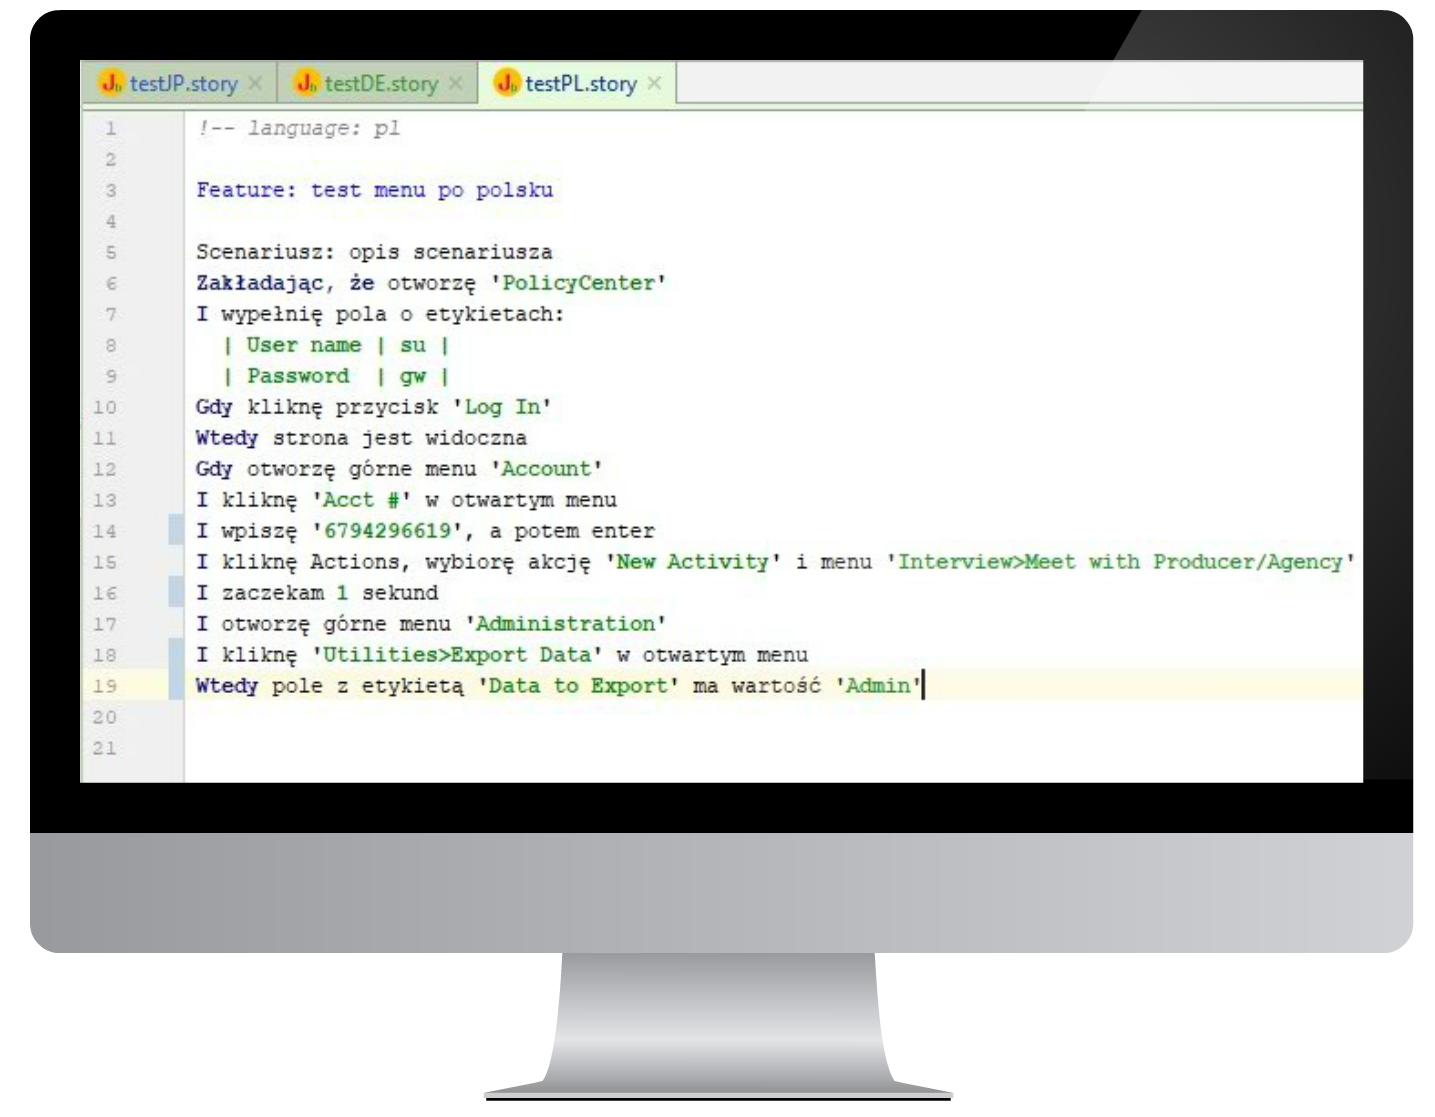 testJP.story testDE.story testPL.story
1 !-- language: pl
2
3 Feature: test menu po polsku
4
5 Scenariusz: opis scenariusza
6 Zakładając, że otworzę 'PolicyCenter'
7 I wypełnię pola o etykietach:
8 | User name | su |
9 | Password | gw |
10 Gdy kliknę przycisk 'Log In'
11 Wtedy strona jest widoczna
12 Gdy otworzę górne menu 'Account'
13 I kliknę 'Acct #' w otwartym menu
14 I wpiszę '6794296619', a potem enter
15 I kliknę Actions, wybiorę akcję 'New Activity' i menu 'Interview>Meet with Producer/Agency'
16 I zaczekam 1 sekund
17 I otworzę górne menu 'Administration'
18 I kliknę 'Utilities>Export Data' w otwartym menu
19 Wtedy pole z etykietą 'Data to Export' ma wartość 'Admin'
20
21